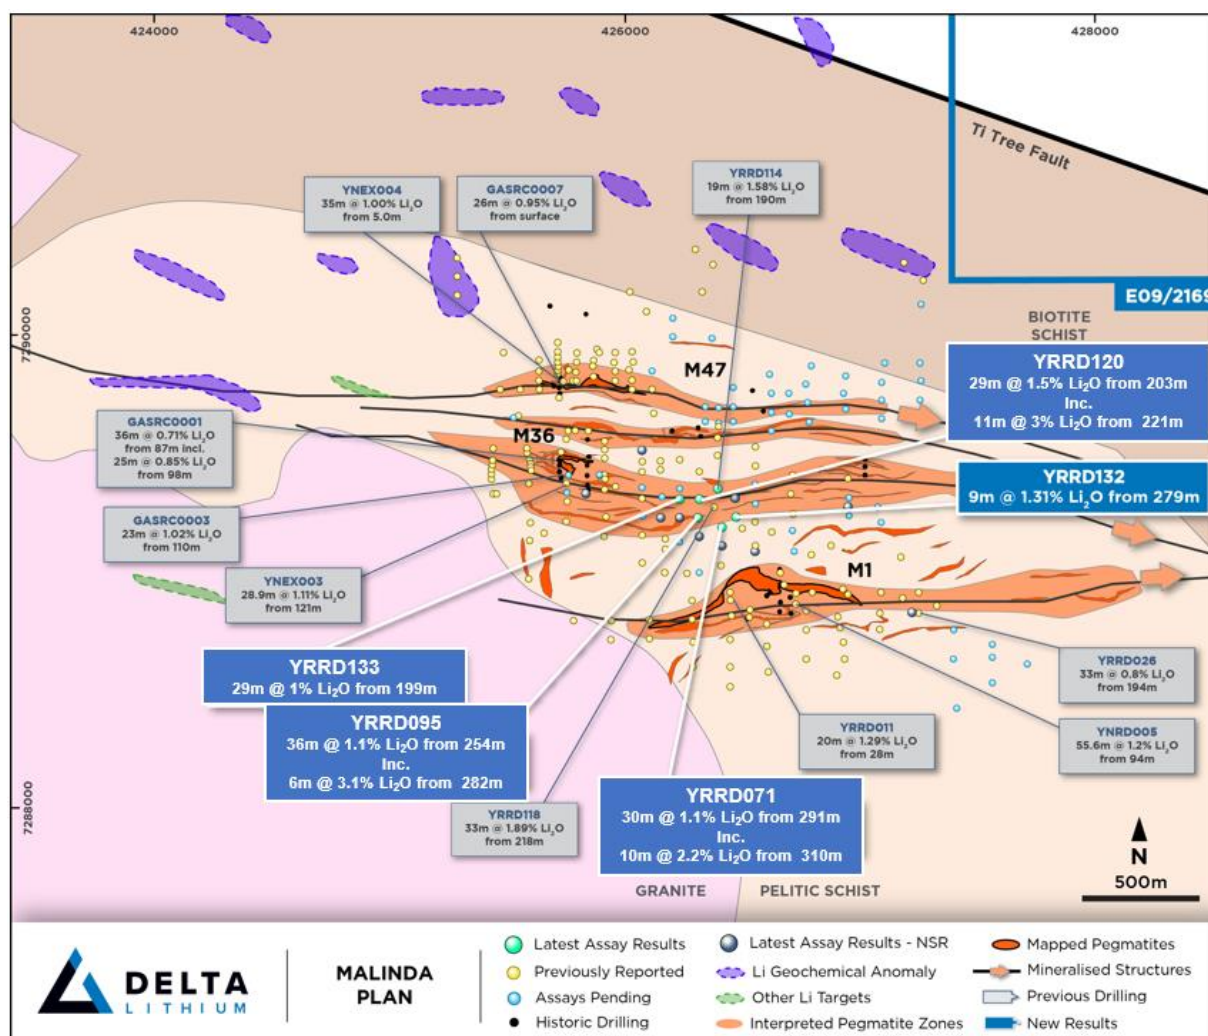 424000
426000
428000
Ti Tree Fault
YRRD114
19m @ 1.58% Li₂O
from 190m
YNEX004
35m @ 1.00% Li₂O
from 5.0m
GASRC0007
26m @ 0.95% Li₂O
from surface
E09/2169
7290000
BIOTITE
SCHIST
M47
YRRD120
29m @ 1.5% Li₂O from 203m
Inc.
11m @ 3% Li₂O from 221m
GASRC0001
36m @ 0.71% Li₂O
from 87m incl.
25m @ 0.85% Li₂O
from 98m
M36
YRRD132
9m @ 1.31% Li₂O from 279m
GASRC0003
23m @ 1.02% Li₂O
from 110m
YNEX003
28.9m @ 1.11% Li₂O
from 121m
M1
YRRD133
29m @ 1% Li₂O from 199m
YRRD026
33m @ 0.8% Li₂O
from 194m
YRRD095
36m @ 1.1% Li₂O from 254m
Inc.
6m @ 3.1% Li₂O from 282m
YRRD011
20m @ 1.29% Li₂O
from 28m
YNRD005
55.6m @ 1.2% Li₂O
from 94m
7288000
YRRD118
33m @ 1.89% Li₂O
from 218m
YRRD071
30m @ 1.1% Li₂O from 291m
Inc.
10m @ 2.2% Li₂O from 310m
N
500m
GRANITE
PELITIC SCHIST
DELTA
LITHIUM
MALINDA
PLAN
Latest Assay Results
Previously Reported
Assays Pending
Historic Drilling
Latest Assay Results - NSR
Li Geochemical Anomaly
Other Li Targets
Interpreted Pegmatite Zones
Mapped Pegmatites
Mineralised Structures
Previous Drilling
New Results